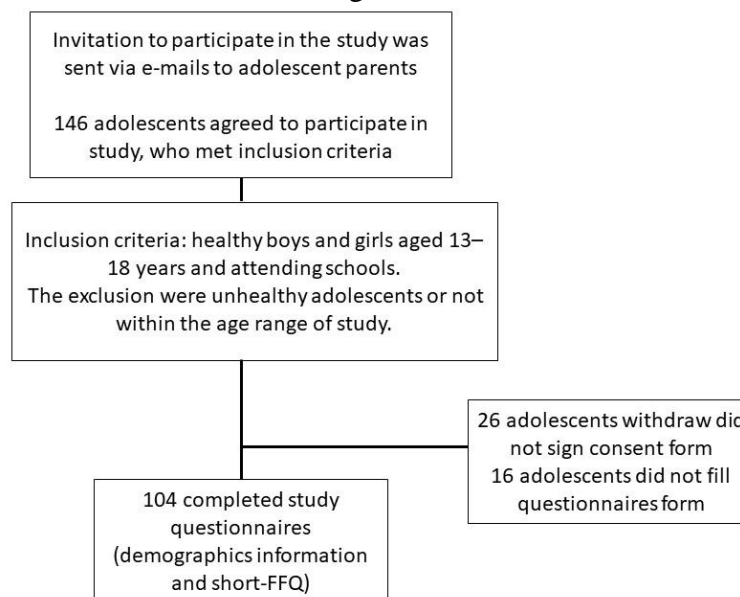 Invitation to participate in the study was
sent via e-mails to adolescent parents
146 adolescents agreed to participate in
study, who met inclusion criteria
Inclusion criteria: healthy boys and girls aged 13–
18 years and attending schools.
The exclusion were unhealthy adolescents or not
within the age range of study.
26 adolescents withdraw did
not sign consent form
16 adolescents did not fill
questionnaires form
104 completed study
questionnaires
(demographics information
and short-FFQ)